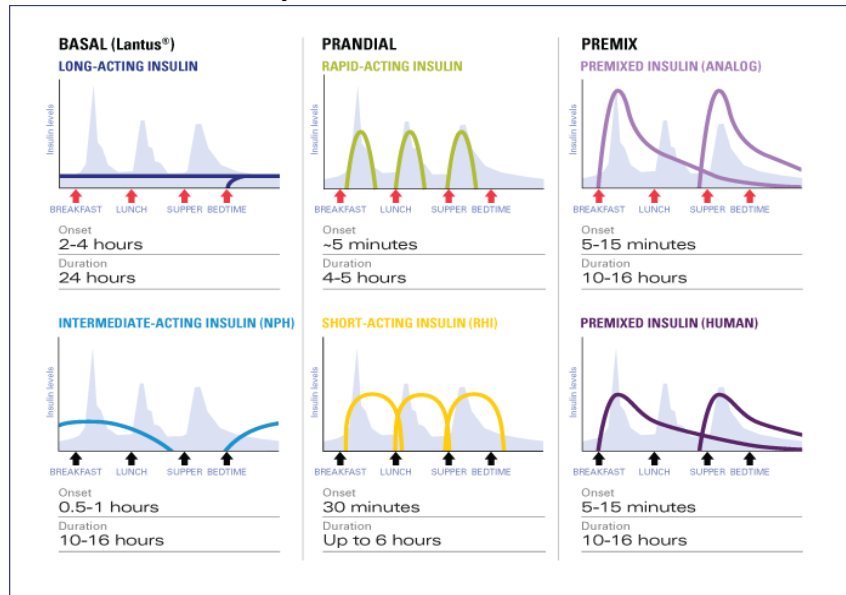 BASAL (Lantus®)
LONG-ACTING INSULIN
Insulin levels
BREAKFAST LUNCH SUPPER BEDTIME
Onset
2-4 hours
Duration
24 hours
PRANDIAL
RAPID-ACTING INSULIN
Insulin levels
BREAKFAST LUNCH SUPPER BEDTIME
Onset
~5 minutes
Duration
4-5 hours
PREMIX
PREMIXED INSULIN (ANALOG)
Insulin levels
BREAKFAST LUNCH SUPPER BEDTIME
Onset
5-15 minutes
Duration
10-16 hours
INTERMEDIATE-ACTING INSULIN (NPH)
Insulin levels
BREAKFAST LUNCH SUPPER BEDTIME
Onset
0.5-1 hours
Duration
10-16 hours
SHORT-ACTING INSULIN (RHI)
Insulin levels
BREAKFAST LUNCH SUPPER BEDTIME
Onset
30 minutes
Duration
Up to 6 hours
PREMIXED INSULIN (HUMAN)
Insulin levels
BREAKFAST LUNCH SUPPER BEDTIME
Onset
5-15 minutes
Duration
10-16 hours